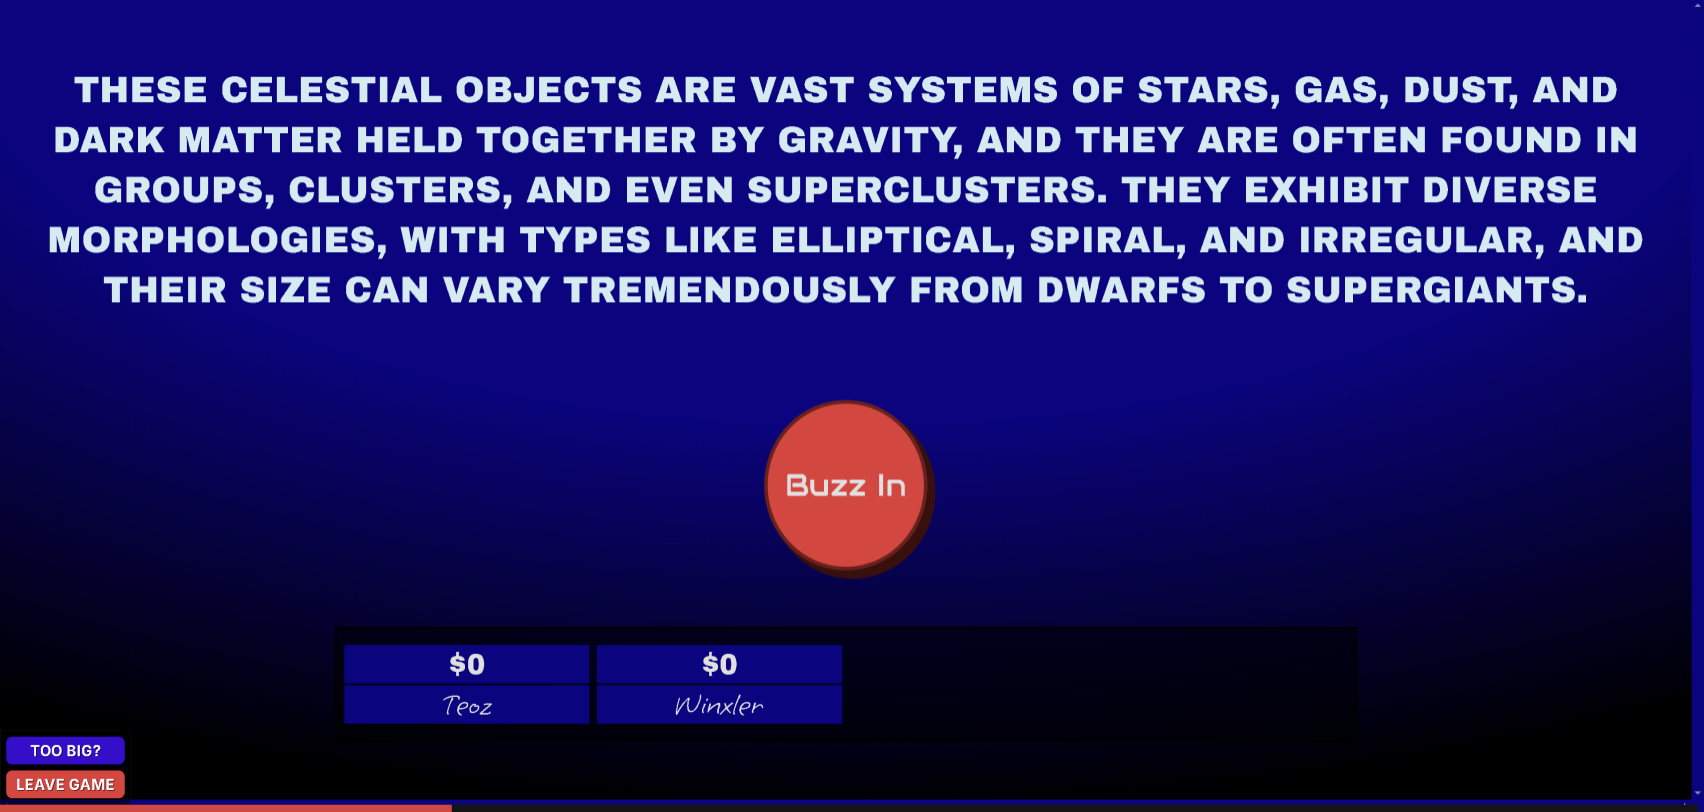 THESE CELESTIAL OBJECTS ARE VAST SYSTEMS OF STARS, GAS, DUST, AND
DARK MATTER HELD TOGETHER BY GRAVITY, AND THEY ARE OFTEN FOUND IN
GROUPS, CLUSTERS, AND EVEN SUPERCLUSTERS. THEY EXHIBIT DIVERSE
MORPHOLOGIES, WITH TYPES LIKE ELLIPTICAL, SPIRAL, AND IRREGULAR, AND
THEIR SIZE CAN VARY TREMENDOUSLY FROM DWARFS TO SUPERGIANTS.
Buzz In
$0 $0
Teoz Winxler
TOO BIG?
LEAVE GAME